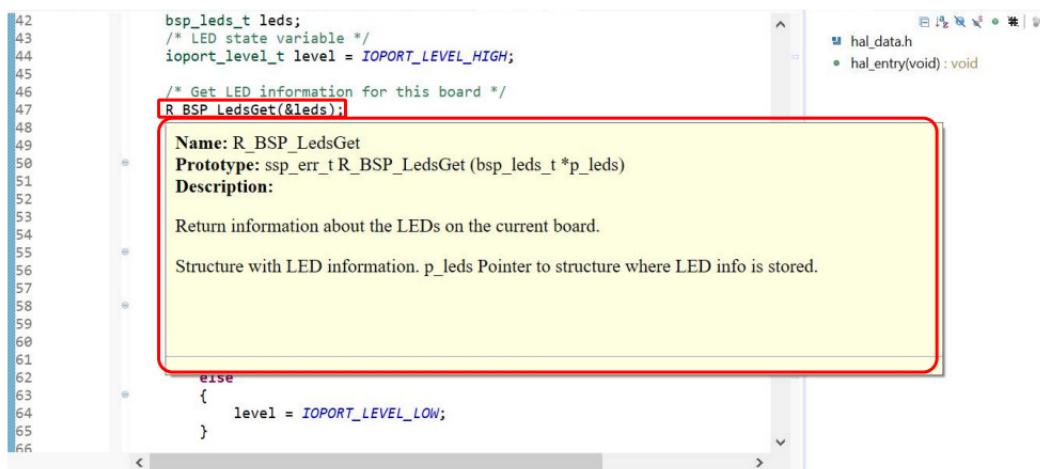 42 bsp_leds_t leds;
43 /* LED state variable */
44 ioport_level_t level = IOPORT_LEVEL_HIGH;
45
46 /* Get LED information for this board */
47 R_BSP_LedsGet(&leds);
48
49 Name: R_BSP_LedsGet
50 Prototype: ssp_err_t R_BSP_LedsGet (bsp_leds_t *p_leds)
51 Description:
52
53 Return information about the LEDs on the current board.
54
55
56 Structure with LED information. p_leds Pointer to structure where LED info is stored.
57
58
59
60
61
62 else
63 {
64 level = IOPORT_LEVEL_LOW;
65 }
66
hal_data.h
hal_entry(void) : void